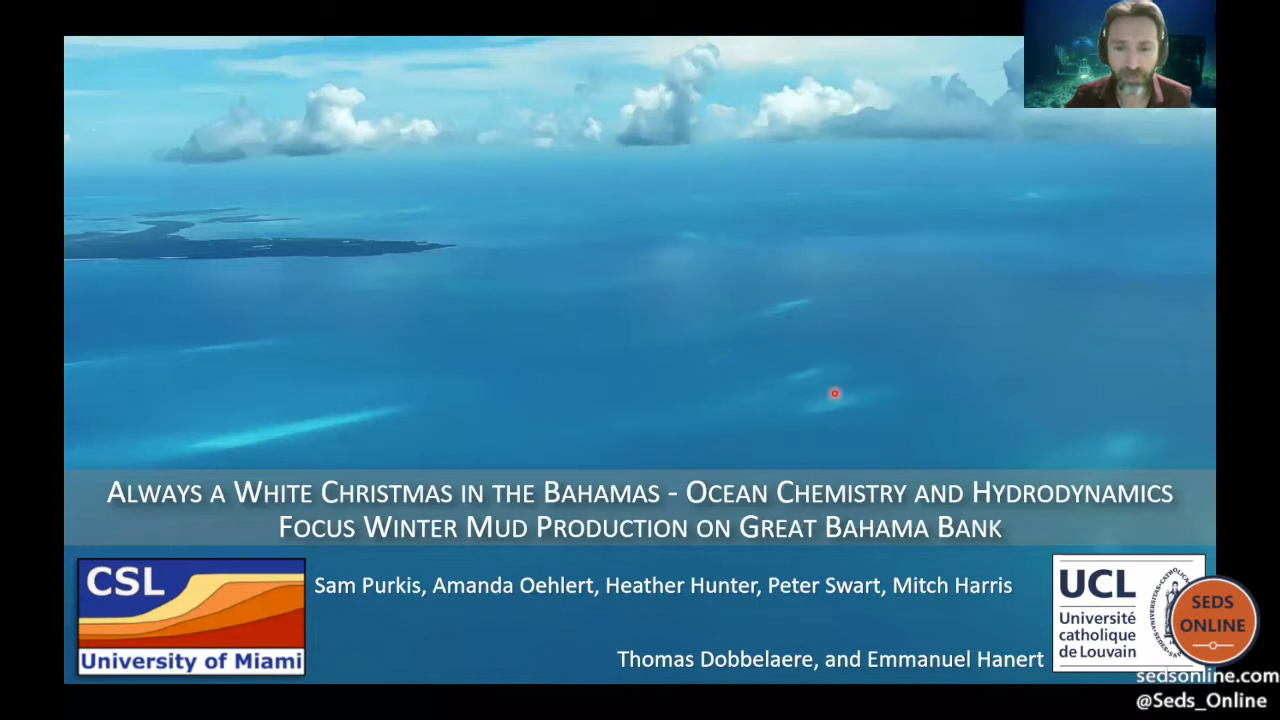 ALWAYS A WHITE CHRISTMAS IN THE BAHAMAS - OCEAN CHEMISTRY AND HYDRODYNAMICS
FOCUS WINTER MUD PRODUCTION ON GREAT BAHAMA BANK
CSL
University of Miami
Sam Purkis, Amanda Oehlert, Heather Hunter, Peter Swart, Mitch Harris
Thomas Dobbelaere, and Emmanuel Hanert
UCL
Université
catholique
de Louvain
SEDS
ONLINE
sedsonline.com
@Seds_Online